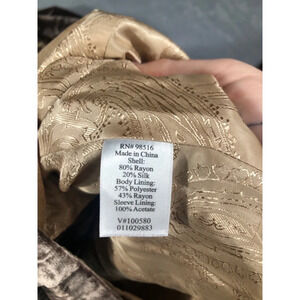 RN# 98516
Made in China
Shell:
80% Rayon
20% Silk
Body Lining:
57% Polyester
43% Rayon
Sleeve Lining:
100% Acetate
V#100580
011029883